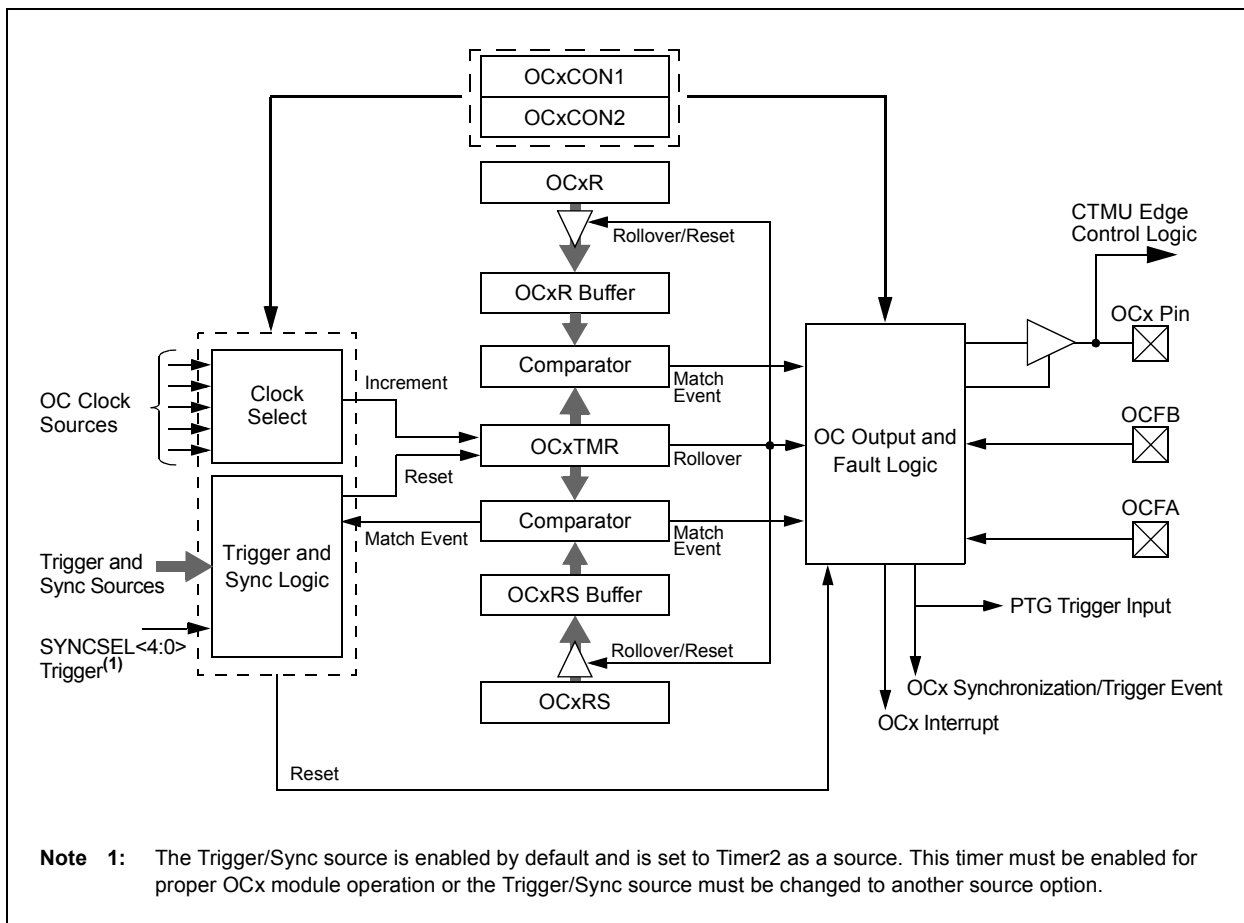 OCxCON1
OCxCON2
OCxR
Rollover/Reset
OCxR Buffer
Comparator
Match
Event
OC Clock
Sources
Clock
Select
Increment
Reset
OCxTMR
Rollover
Comparator
Match Event
Match
Event
Trigger and
Sync Sources
Trigger and
Sync Logic
SYNCSEL<4:0>
Trigger(1)
OCxRS Buffer
Rollover/Reset
OCxRS
Reset
OC Output and
Fault Logic
CTMU Edge
Control Logic
OCx Pin
OCFB
OCFA
PTG Trigger Input
OCx Synchronization/Trigger Event
OCx Interrupt
Note 1: The Trigger/Sync source is enabled by default and is set to Timer2 as a source. This timer must be enabled for
proper OCx module operation or the Trigger/Sync source must be changed to another source option.